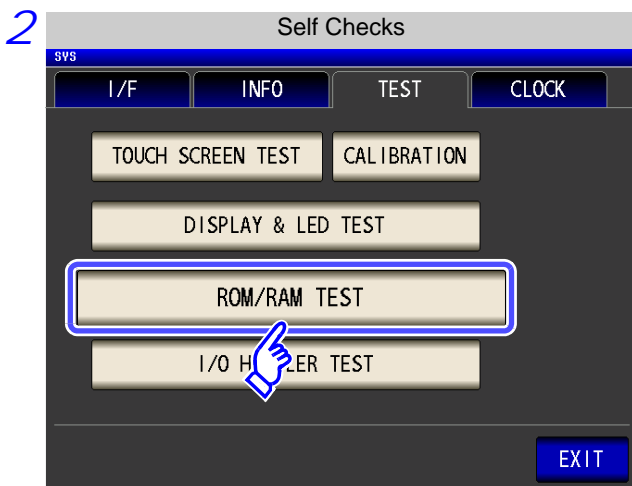 2
Self Checks
SYS
I/F INFO TEST CLOCK
TOUCH SCREEN TEST CALIBRATION
DISPLAY & LED TEST
ROM/RAM TEST
I/O TEST
EXIT